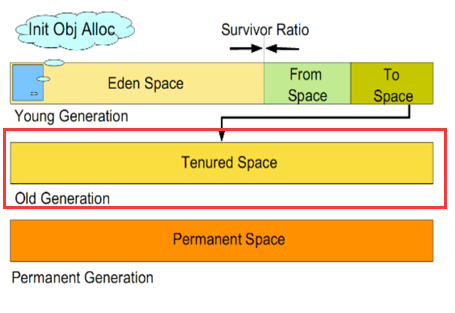 Init Obj Alloc
Survivor Ratio
Eden Space
From
Space
To
Space
Young Generation
Tenured Space
Old Generation
Permanent Space
Permanent Generation